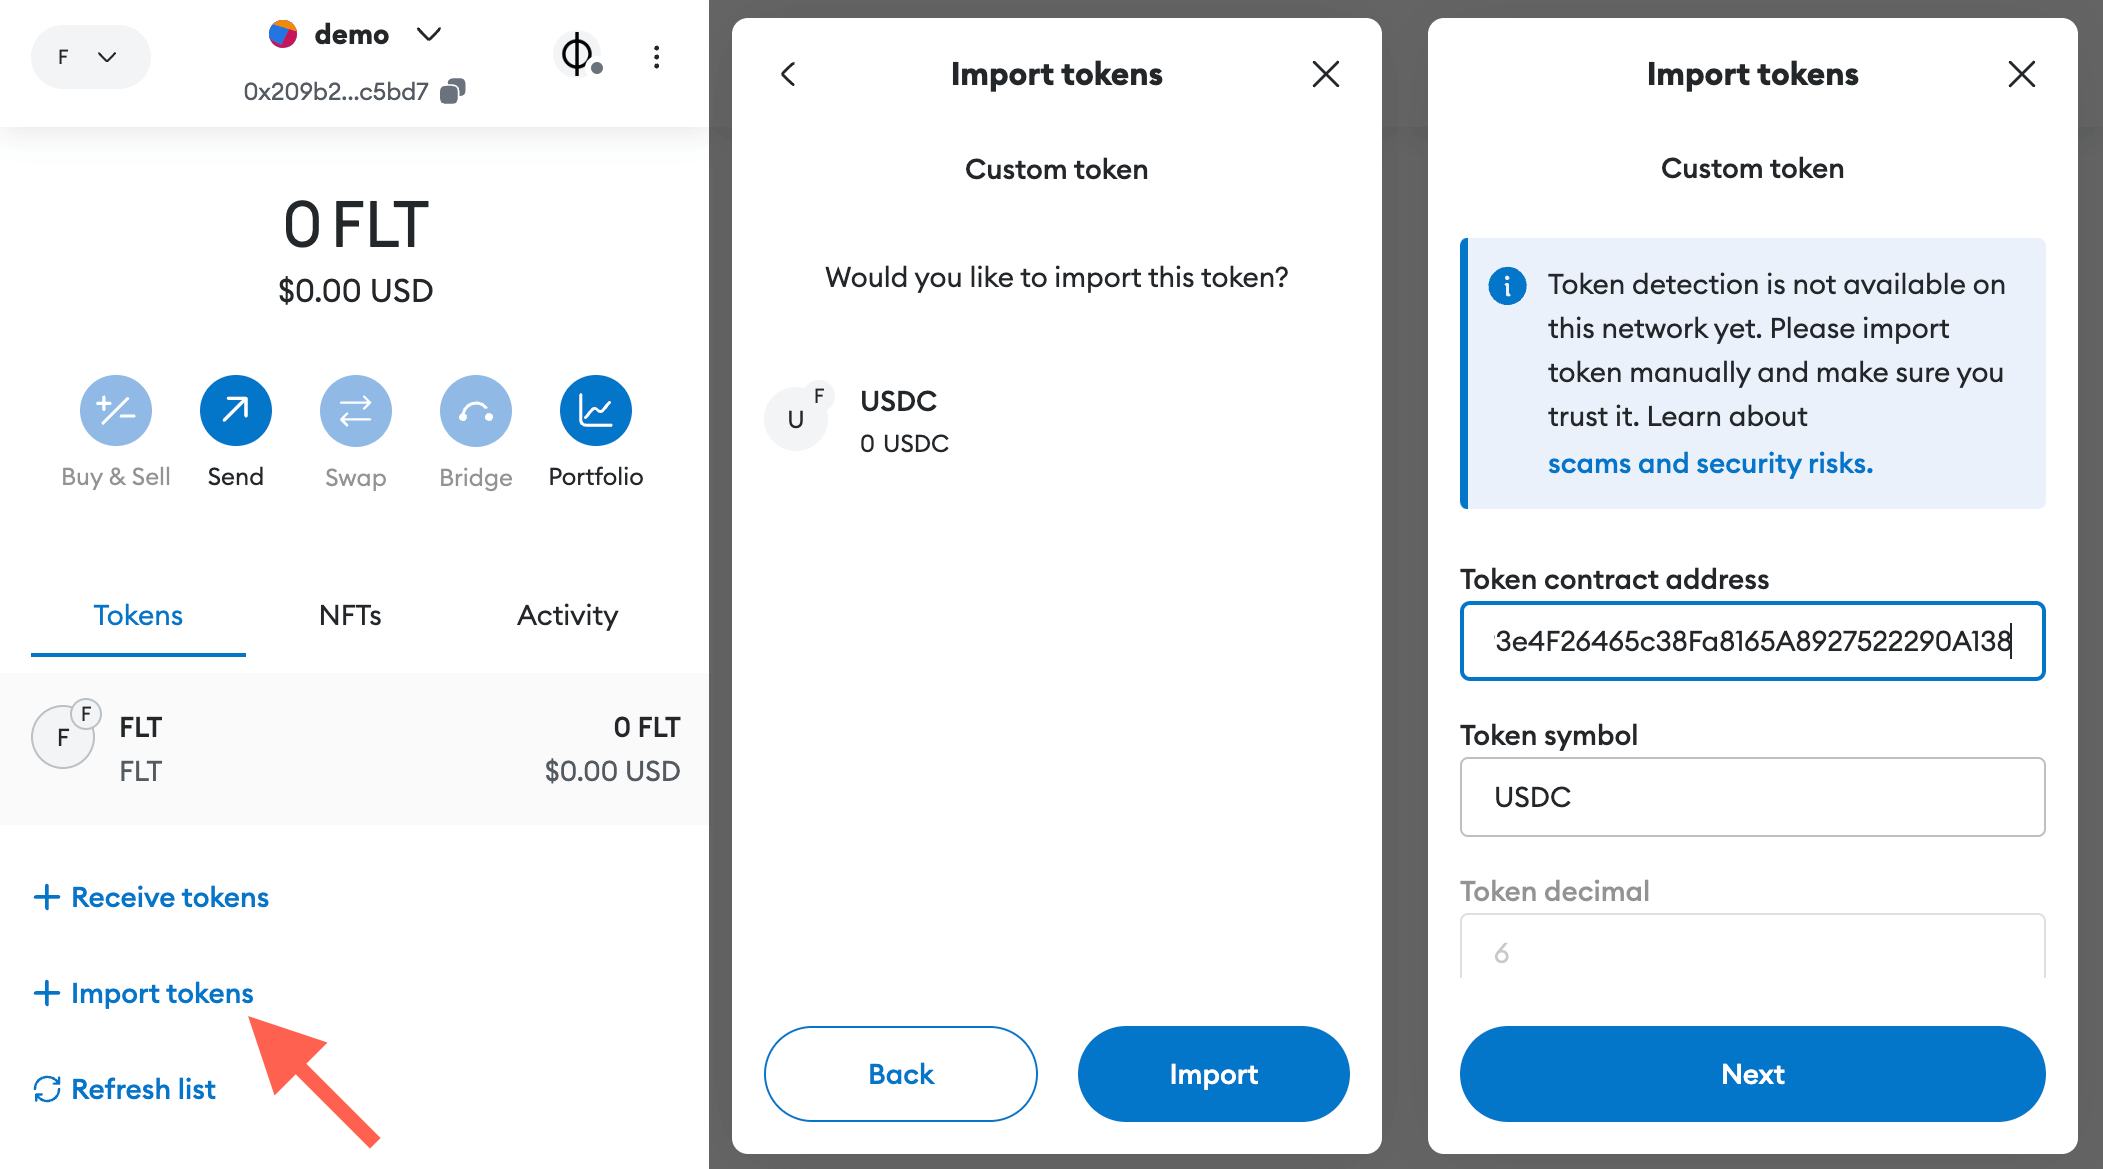 F
demo
0x209b2...c5bd7
0 FLT
$0.00 USD
Buy & Sell
Send
Swap
Bridge
Portfolio
Tokens
NFTs
Activity
F
F
FLT
0 FLT
FLT
$0.00 USD
+ Receive tokens
+ Import tokens
Refresh list
Import tokens
Custom token
Would you like to import this token?
U
F
USDC
0 USDC
Back
Import
Import tokens
Custom token
Token detection is not available on
this network yet. Please import
token manually and make sure you
trust it. Learn about
scams and security risks.
Token contract address
3e4F26465c38Fa8165A8927522290A138
Token symbol
USDC
Token decimal
6
Next